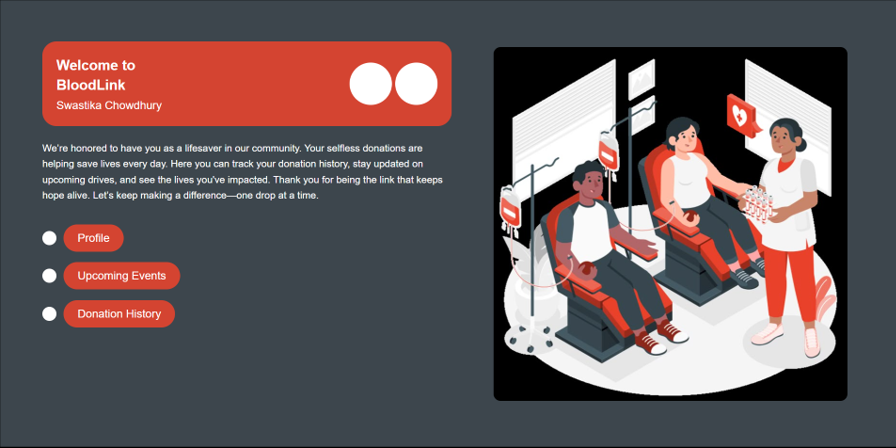 Welcome to
BloodLink
Swastika Chowdhury
We're honored to have you as a lifesaver in our community. Your selfless donations are
helping save lives every day. Here you can track your donation history, stay updated on
upcoming drives, and see the lives you've impacted. Thank you for being the link that keeps
hope alive. Let's keep making a difference—one drop at a time.
Profile
Upcoming Events
Donation History